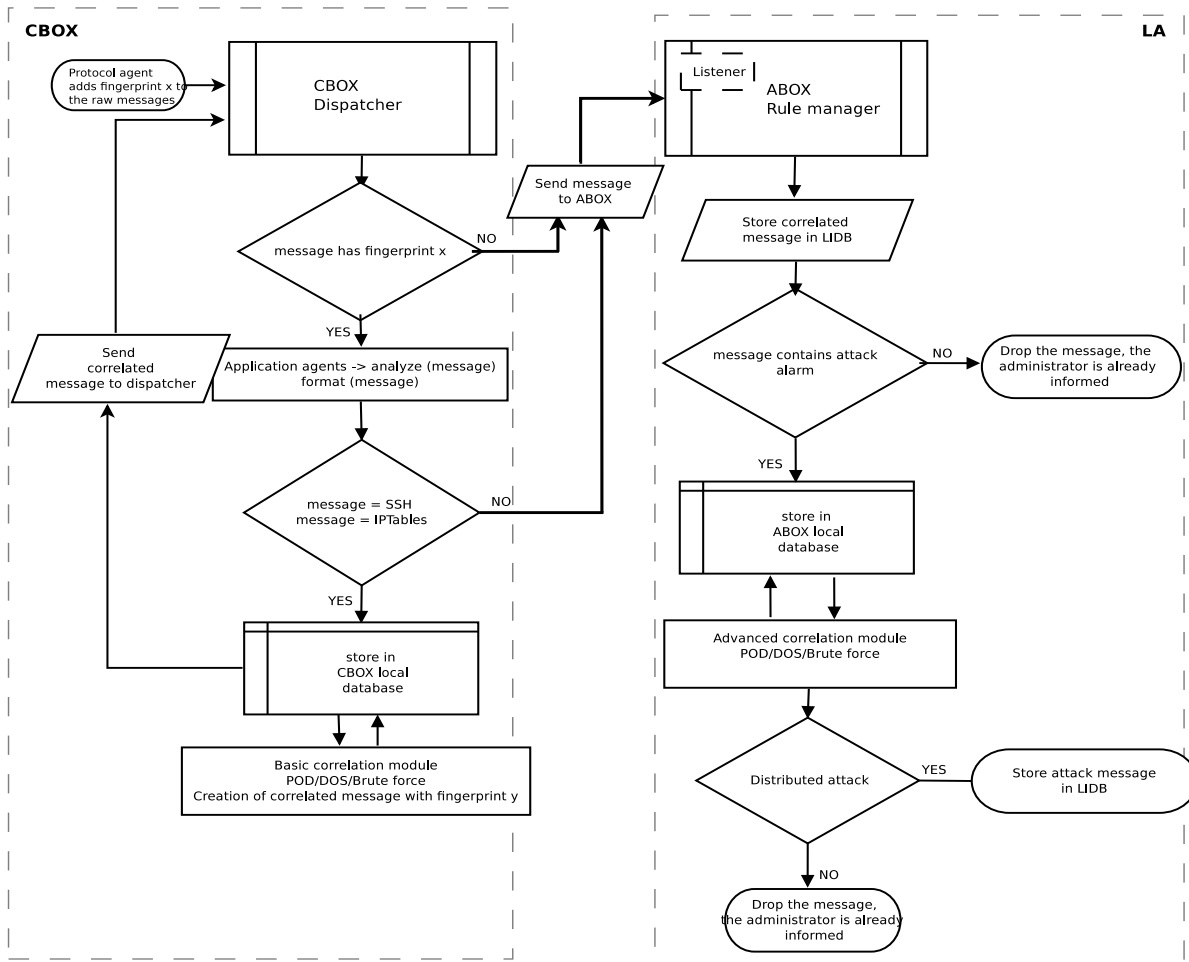 CBOX
Protocol agent
adds fingerprint x to
the raw messages
CBOX
Dispatcher
message has fingerprint x
NO
YES
Send message
to ABOX
Send
correlated
message to dispatcher
Application agents -> analyze (message)
format (message)
message = SSH
message = IPTables
NO
YES
store in
CBOX local
database
Basic correlation module
POD/DOS/Brute force
Creation of correlated message with fingerprint y
LA
Listener
ABOX
Rule manager
Store correlated
message in LIDB
message contains attack
alarm
NO
Drop the message, the
administrator is already
informed
YES
store in
ABOX local
database
Advanced correlation module
POD/DOS/Brute force
Distributed attack
YES
Store attack message
in LIDB
NO
Drop the message,
the administrator is already
informed